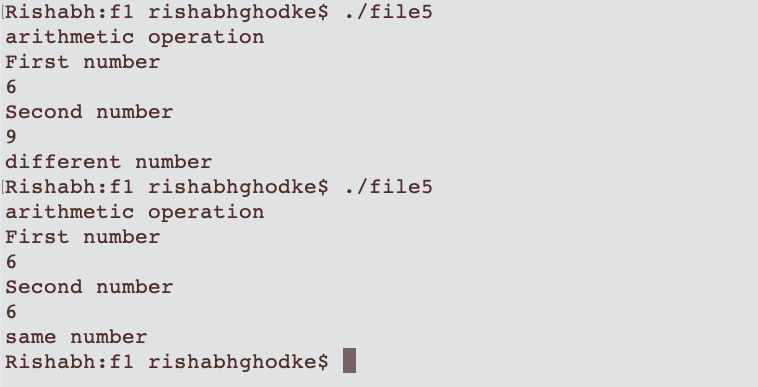 [Rishabh:f1 rishabhghodke$ ./file5
arithmetic operation
First number
6
Second number
9
different number
[Rishabh:f1 rishabhghodke$ ./file5
arithmetic operation
First number
6
Second number
6
same number
Rishabh:f1 rishabhghodke$